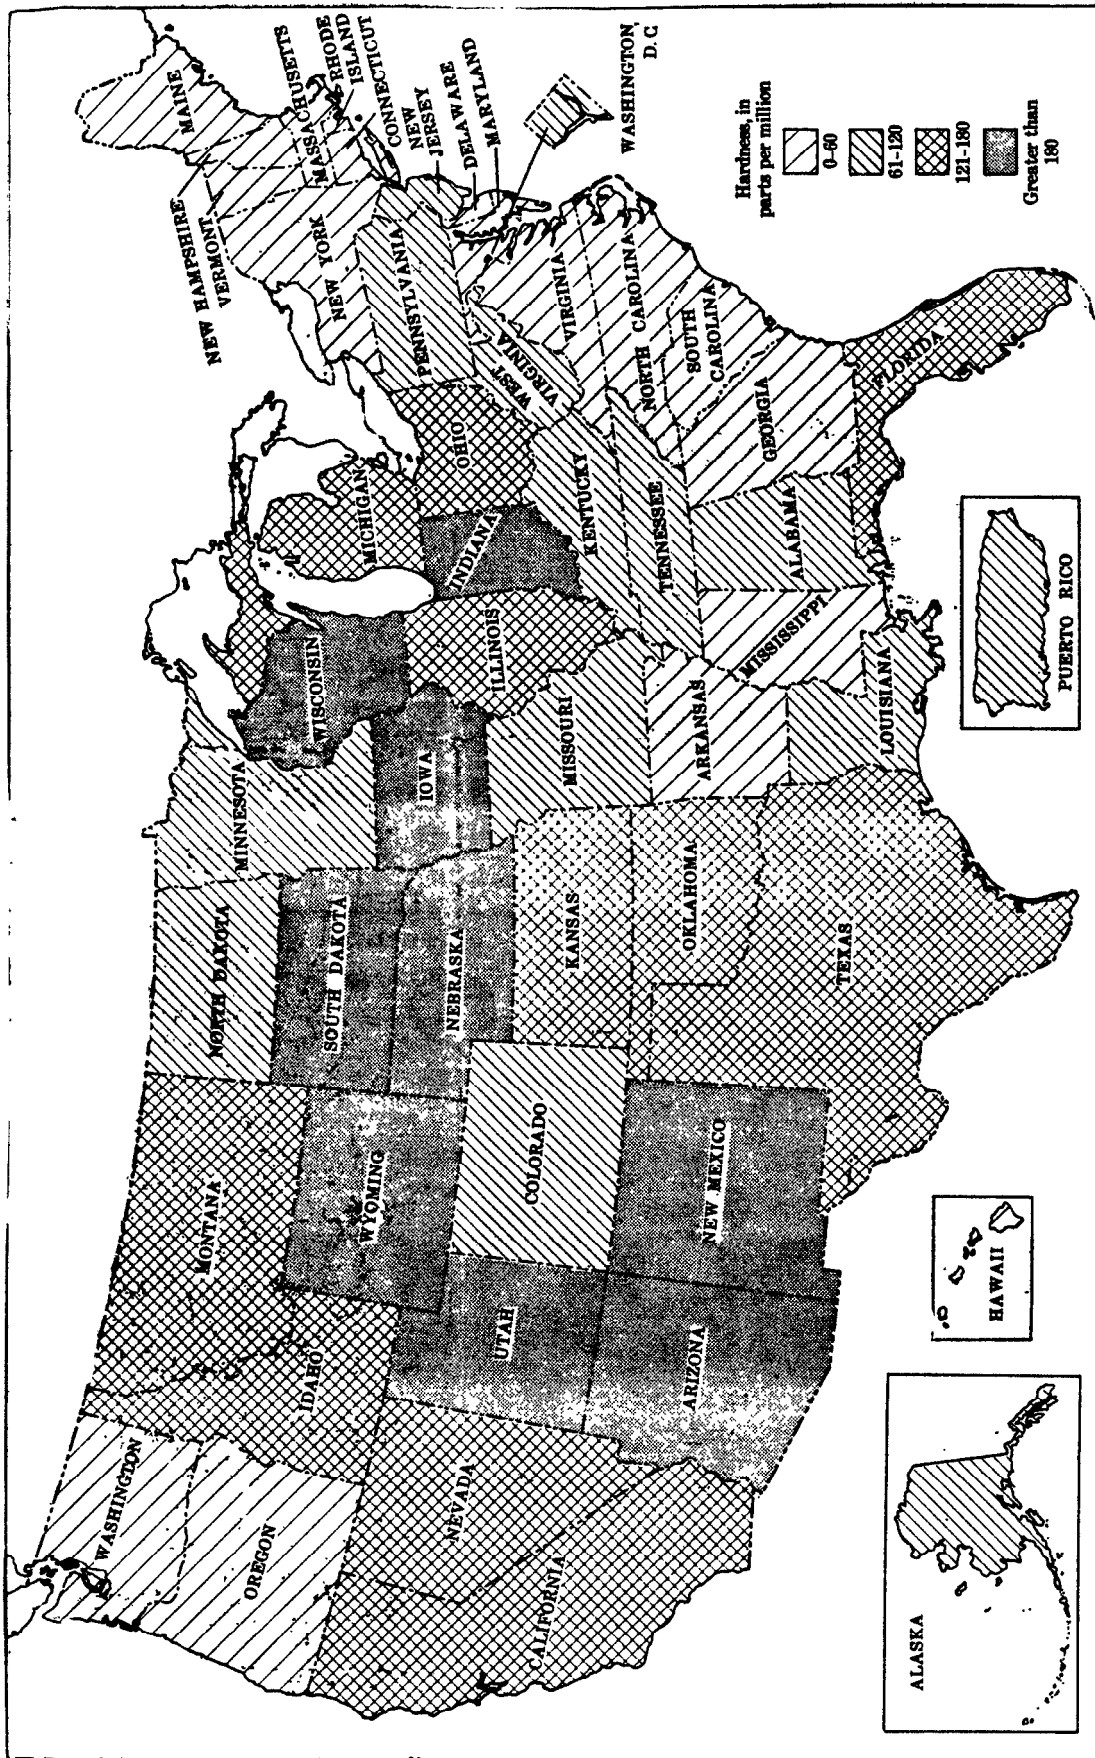 WASHINGTON
OREGON
CALIFORNIA
NEVADA
IDAHO
MONTANA
WYOMING
UTAH
ARIZONA
COLORADO
NEW MEXICO
NORTH DAKOTA
SOUTH DAKOTA
NEBRASKA
KANSAS
OKLAHOMA
TEXAS
MINNESOTA
IOWA
MISSOURI
ARKANSAS
LOUISIANA
WISCONSIN
ILLINOIS
MISSISSIPPI
MICHIGAN
INDIANA
KENTUCKY
TENNESSEE
ALABAMA
OHIO
WEST
VIRGINIA
PENNSYLVANIA
NEW YORK
VIRGINIA
NORTH CAROLINA
SOUTH
CAROLINA
GEORGIA
FLORIDA
NEW HAMPSHIRE
VERMONT
MAINE
MASSACHUSETTS
RHODE
ISLAND
CONNECTICUT
NEW
JERSEY
DELAWARE
MARYLAND
WASHINGTON,
D. C.
Hardness, in
parts per million
0-60
61-120
121-180
Greater than
180
ALASKA
HAWAII
PUERTO RICO